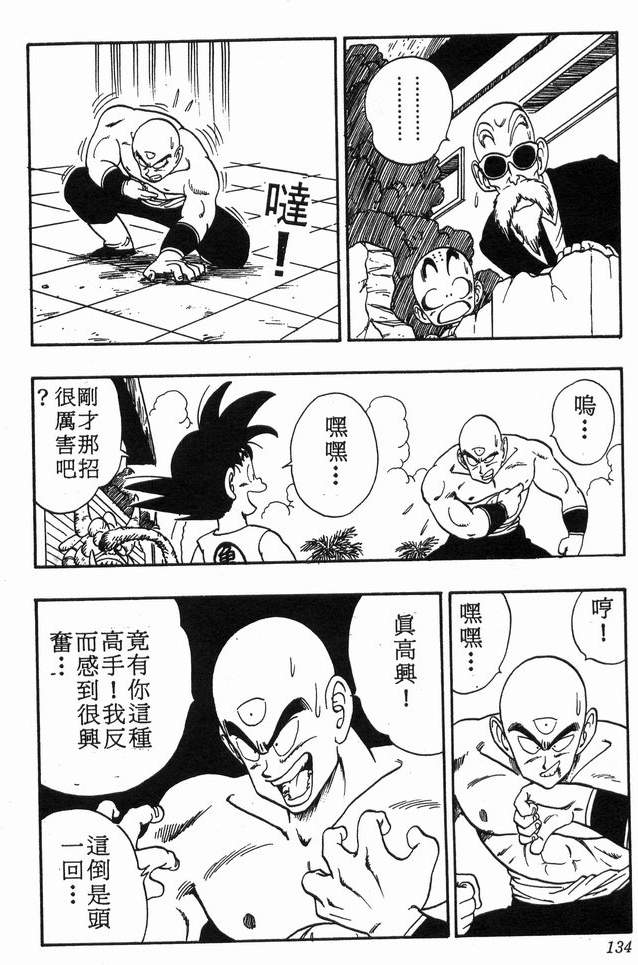 ……
……
噠！
嗚…
嘿嘿…
亀
剛才那招
很厲害吧
？
哼！
嘿嘿…
眞高興！
竟有你這種
高手！我反
而感到很興
奮…
這倒是頭
一回…
134